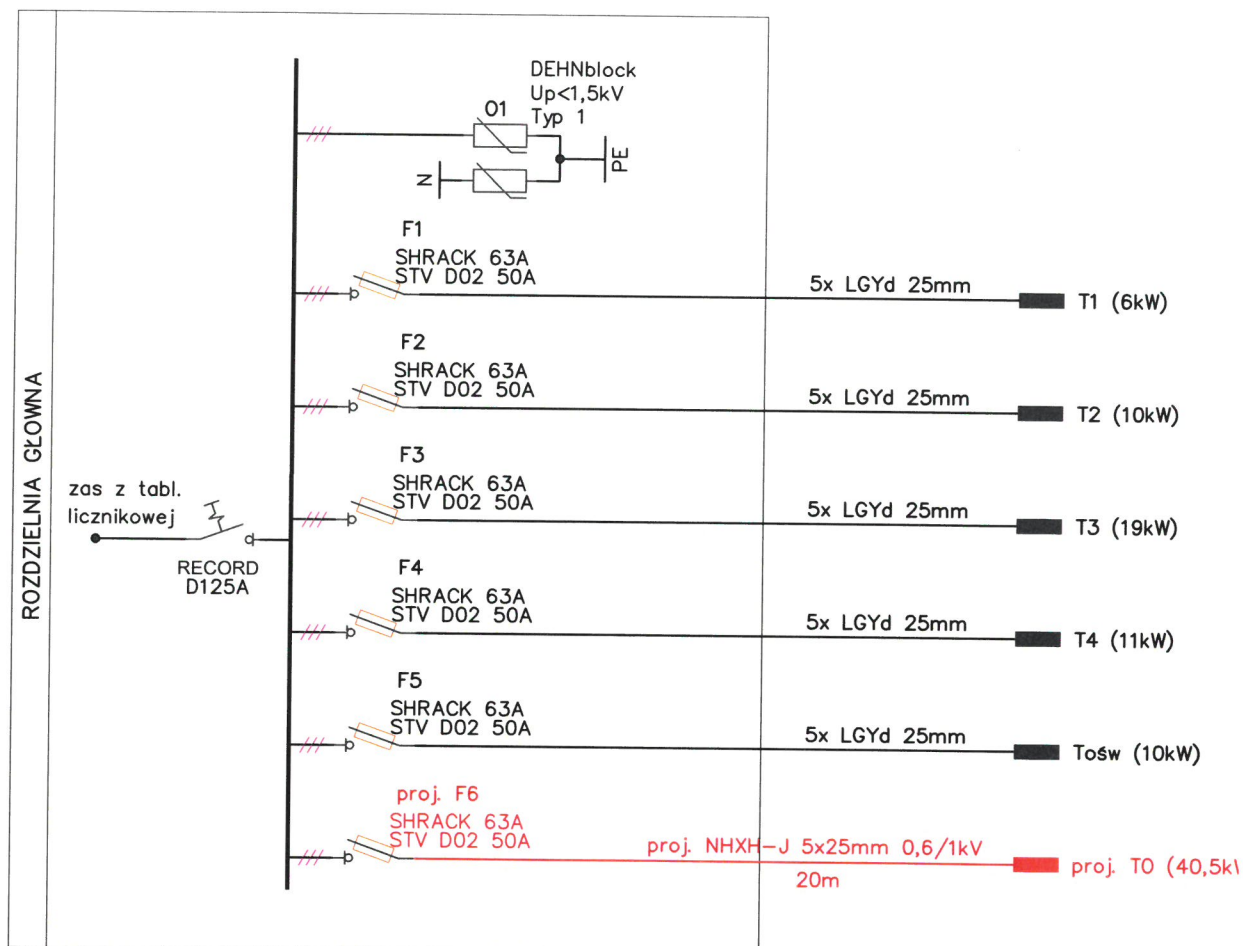 ROZDZIELNIA GŁOWNA
DEHNblock
Up<1,5kV
Typ 1
O1
N
PE
zas z tabl.
licznikowej
RECORD
D125A
F1
SHRACK 63A
STV D02 50A
5x LGYd 25mm
T1 (6kW)
F2
SHRACK 63A
STV D02 50A
5x LGYd 25mm
T2 (10kW)
F3
SHRACK 63A
STV D02 50A
5x LGYd 25mm
T3 (19kW)
F4
SHRACK 63A
STV D02 50A
5x LGYd 25mm
T4 (11kW)
F5
SHRACK 63A
STV D02 50A
5x LGYd 25mm
Tośw (10kW)
proj. F6
SHRACK 63A
STV D02 50A
proj. NHXH-J 5x25mm 0,6/1kV
20m
proj. TO (40,5k